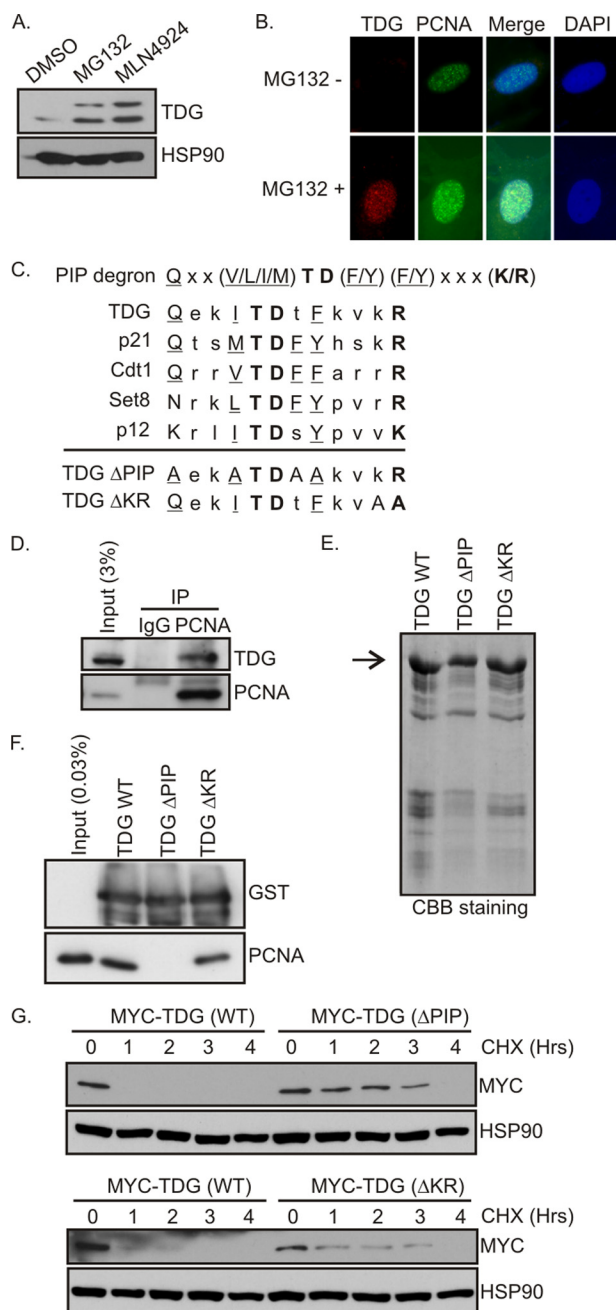 A.
DMSO
MG132
MLN4924
TDG
HSP90
B.
TDG PCNA Merge DAPI
MG132 -
MG132 +
C.
PIP degron Q x x (V/L/I/M) T D (F/Y) (F/Y) x x x (K/R)
TDG Q e k I T D t F k v k R
p21 Q t s M T D F Y h s k R
Cdt1 Q r r V T D F F a r r R
Set8 N r k L T D F Y p v r R
p12 K r l I T D s Y p v v K
TDG ΔPIP A e k A T D A A k v k R
TDG ΔKR Q e k I T D t F k v A A
D.
Input (3%)
IP
IgG PCNA
TDG
PCNA
E.
TDG WT
TDG ΔPIP
TDG ΔKR
CBB staining
F.
Input (0.03%)
TDG WT
TDG ΔPIP
TDG ΔKR
GST
PCNA
G.
MYC-TDG (WT) MYC-TDG (ΔPIP)
0 1 2 3 4 0 1 2 3 4 CHX (Hrs)
MYC
HSP90
MYC-TDG (WT) MYC-TDG (ΔKR)
0 1 2 3 4 0 1 2 3 4 CHX (Hrs)
MYC
HSP90